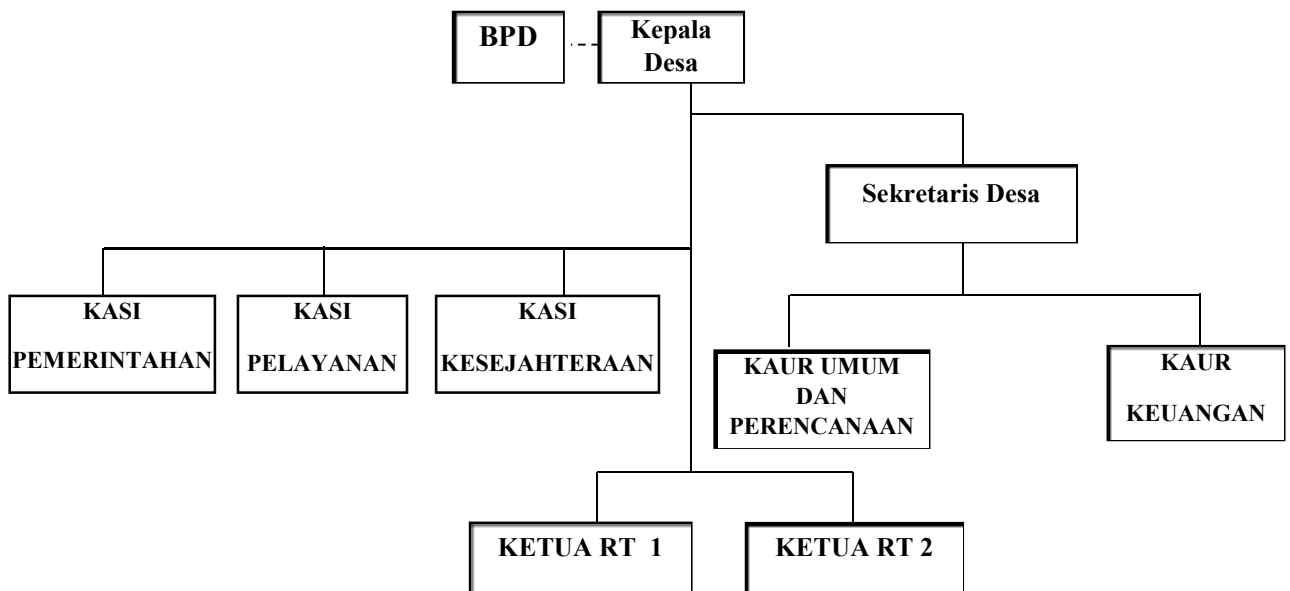 BPD
Kepala
Desa
Sekretaris Desa
KASI
PEMERINTAHAN
KASI
PELAYANAN
KASI
KESEJAHTERAAN
KAUR UMUM
DAN
PERENCANAAN
KAUR
KEUANGAN
KETUA RT 1
KETUA RT 2